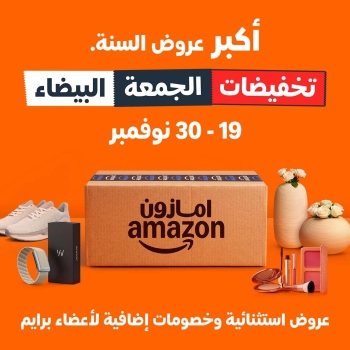 أكبر عروض السنة.
تخفيضات الجمعة البيضاء
19 - 30 نوفمبر
امازون
amazon
عروض استثنائية وخصومات إضافية لأعضاء برايم